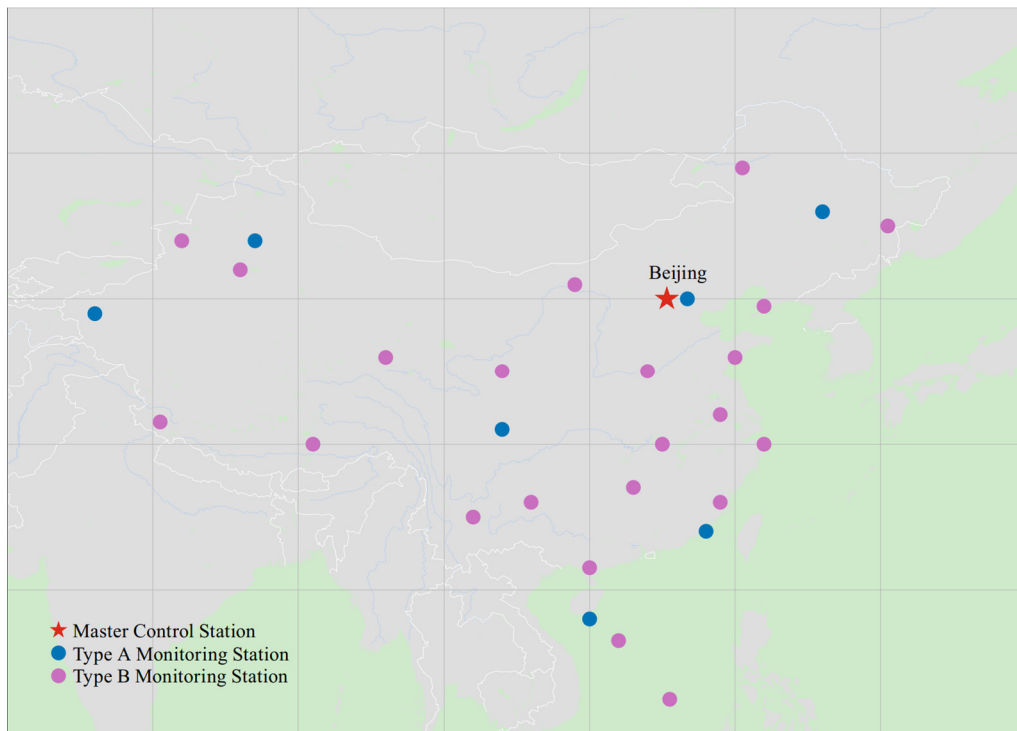 Beijing
Master Control Station
Type A Monitoring Station
Type B Monitoring Station